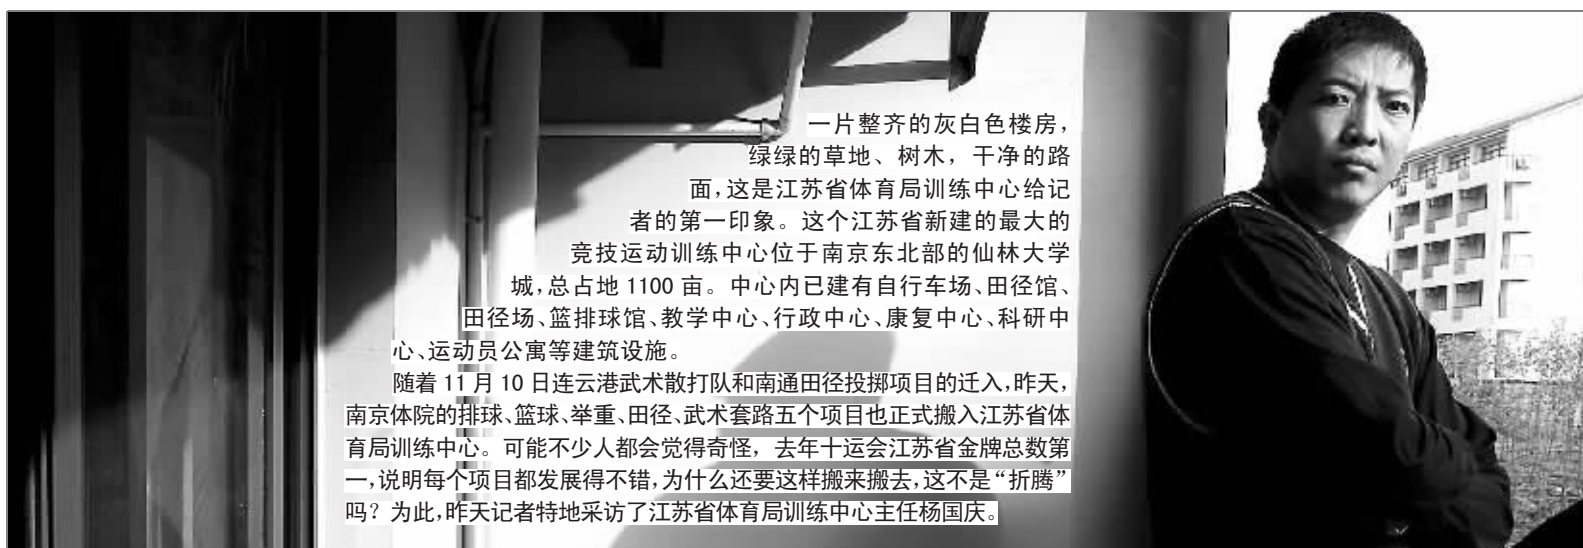 一片整齐的灰白色楼房，
绿绿的草地、树木，干净的路
面，这是江苏省体育局训练中心给记
者的第一印象。这个江苏省新建的最大的
竞技运动训练中心位于南京东北部的仙林大学
城，总占地 1100 亩。中心内已建有自行车场、田径馆、
田径场、篮排球馆、教学中心、行政中心、康复中心、科研中
心、运动员公寓等建筑设施。
随着 11 月 10 日连云港武术散打队和南通田径投掷项目的迁入，昨天，
南京体院的排球、篮球、举重、田径、武术套路五个项目也正式搬入江苏省体
育局训练中心。可能不少人都会觉得奇怪，去年十运会江苏省金牌总数第
一，说明每个项目都发展得不错，为什么还要这样搬来搬去，这不是“折腾”
吗？为此，昨天记者特地采访了江苏省体育局训练中心主任杨国庆。